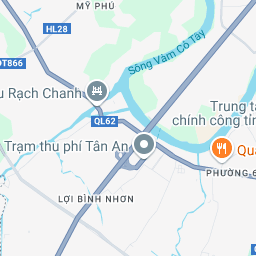 MỸ PHÚ
HL28
ĐT866
Sông Vàm Cỏ Tây
u Rạch Chanh
Trung tâ
chính công tỉn
QL62
Trạm thu phí Tân An
Quá
PHƯỜNG 6
LỢI BÌNH NHƠN